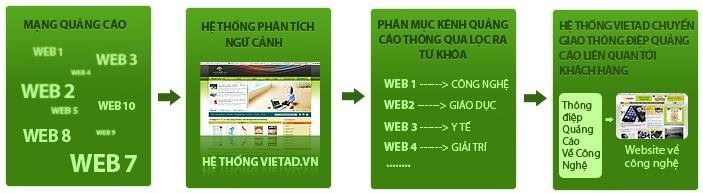 MẠNG QUẢNG CÁO
WEB 1
WEB 3
WEB 4
WEB 2
WEB 5
WEB 10
WEB 8
WEB 9
WEB 7
HỆ THỐNG PHÂN TÍCH
NGỮ CẢNH
HỆ THỐNG VIETAD.VN
PHÂN MỤC KÊNH QUẢNG
CÁO THÔNG QUA LỌC RA
TỪ KHÓA
WEB 1 ------> CÔNG NGHỆ
WEB2 ------> GIÁO DỤC
WEB 3 -----> Y TẾ
WEB 4 -----> GIẢI TRÍ
........
HỆ THỐNG VIETAD CHUYỂN
GIAO THÔNG ĐIỆP QUẢNG
CÁO LIÊN QUAN TỚI
KHÁCH HÀNG
Thông
điệp
Quảng
Cáo
Về Công
Nghệ
Website về
công nghệ